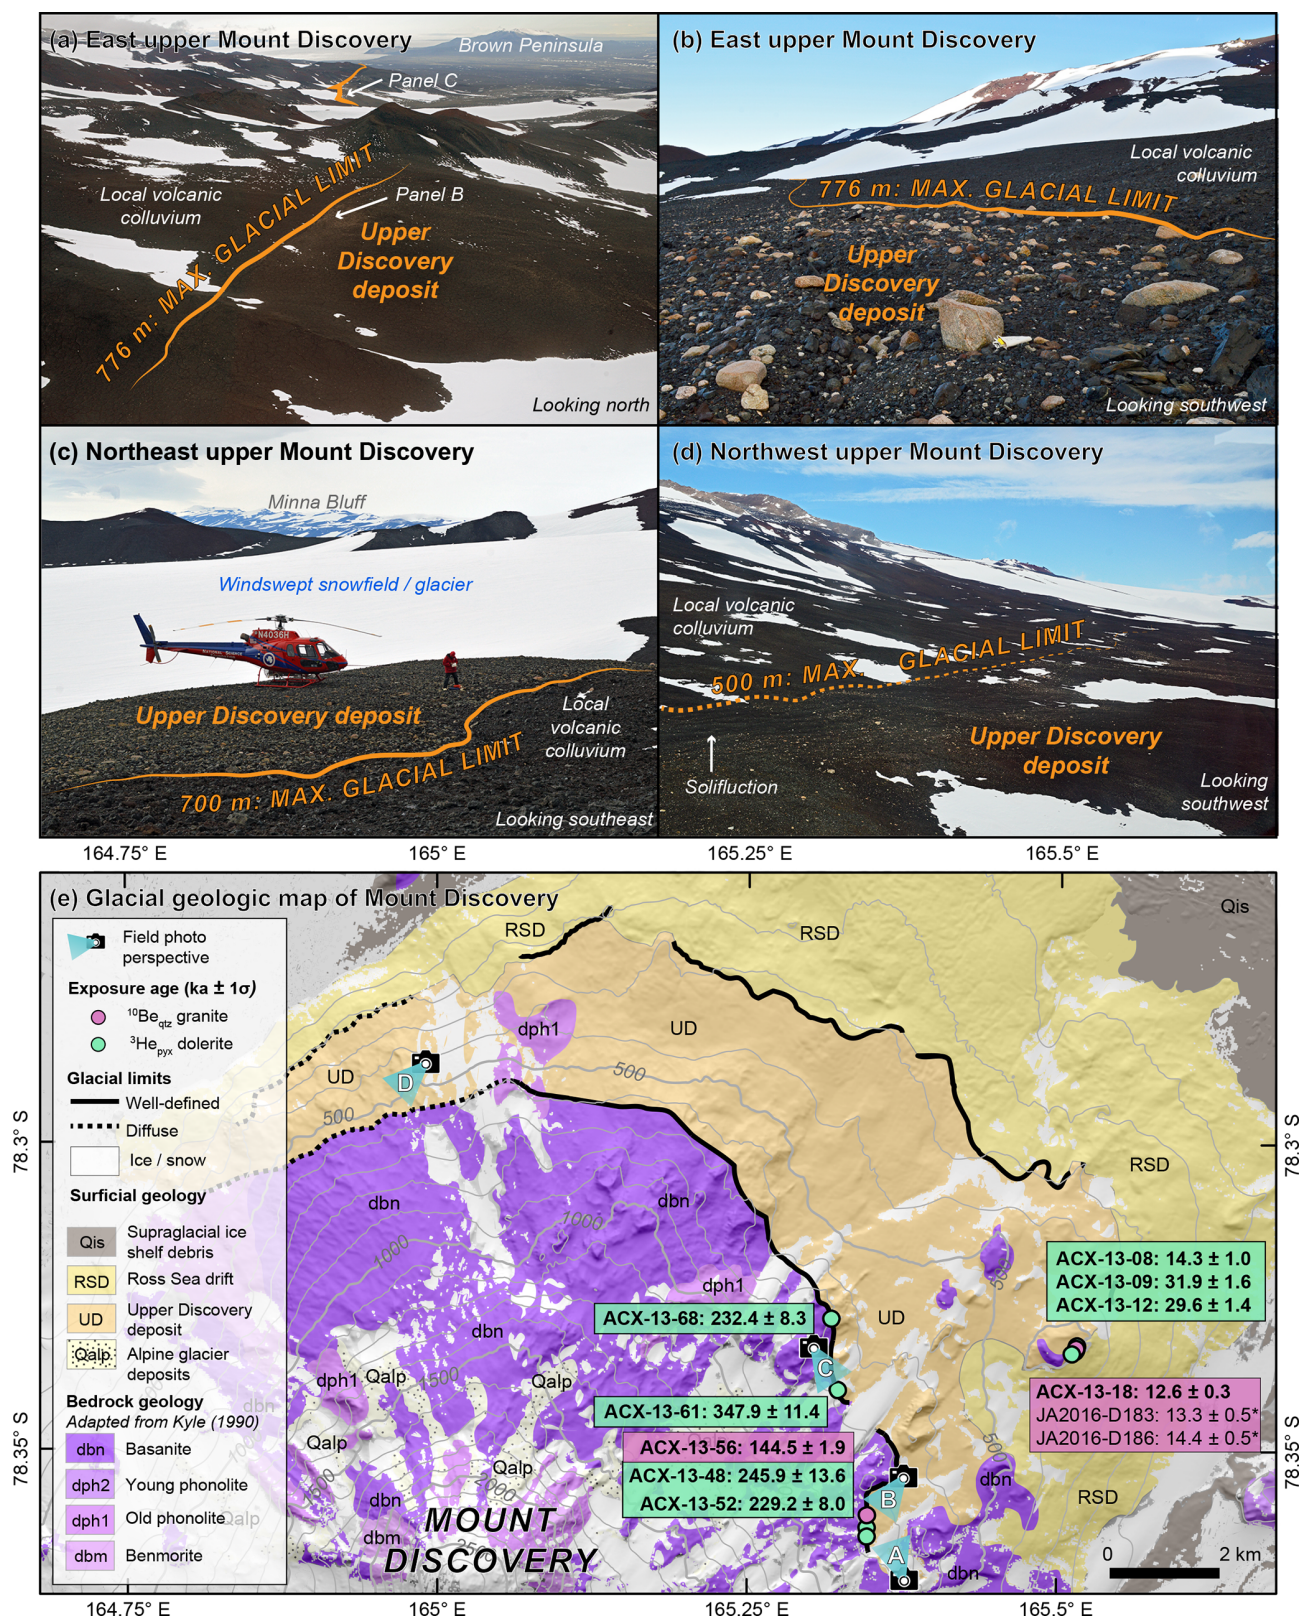 (a) East upper Mount Discovery
Brown Peninsula
Panel C
Local volcanic
colluvium
776 m: MAX. GLACIAL LIMIT
Panel B
Upper
Discovery
deposit
Looking north
(b) East upper Mount Discovery
Local volcanic
colluvium
776 m: MAX. GLACIAL LIMIT
Upper
Discovery
deposit
Looking southwest
(c) Northeast upper Mount Discovery
Minna Bluff
Windswept snowfield / glacier
N4036H
Upper Discovery deposit
Local
volcanic
colluvium
700 m: MAX. GLACIAL LIMIT
Looking southeast
(d) Northwest upper Mount Discovery
Local volcanic
colluvium
500 m: MAX. GLACIAL LIMIT
Upper Discovery
deposit
Solifluction
Looking
southwest
164.75° E
165° E
165.25° E
165.5° E
(e) Glacial geologic map of Mount Discovery
Field photo
perspective
Exposure age (ka ± 1σ)
10Beqtz granite
3Hepyx dolerite
Glacial limits
Well-defined
Diffuse
Ice / snow
Surficial geology
Qis
Supraglacial ice
shelf debris
RSD
Ross Sea drift
UD
Upper Discovery
deposit
Qalp
Alpine glacier
deposits
Bedrock geology
Adapted from Kyle (1990)
dbn
Basanite
dph2
Young phonolite
dph1
Old phonolite
dbm
Benmorite
78.3° S
78.35° S
RSD
RSD
Qis
dph1
UD
500
UD
D
500
78.3° S
RSD
dbn
dbn
1000
1000
dph1
500
ACX-13-08: 14.3 ± 1.0
ACX-13-09: 31.9 ± 1.6
ACX-13-12: 29.6 ± 1.4
ACX-13-68: 232.4 ± 8.3
UD
dbn
C
dph1
Qalp
1500
Qalp
ACX-13-18: 12.6 ± 0.3
JA2016-D183: 13.3 ± 0.5*
JA2016-D186: 14.4 ± 0.5*
ACX-13-61: 347.9 ± 11.4
dbn
Qalp
Qalp
ACX-13-56: 144.5 ± 1.9
ACX-13-48: 245.9 ± 13.6
ACX-13-52: 229.2 ± 8.0
500
dbn
RSD
78.35° S
B
1600
2000
dbn
Qalp
dbm
2500
MOUNT
DISCOVERY
A
dbn
0
2 km
164.75° E
165° E
165.25° E
165.5° E